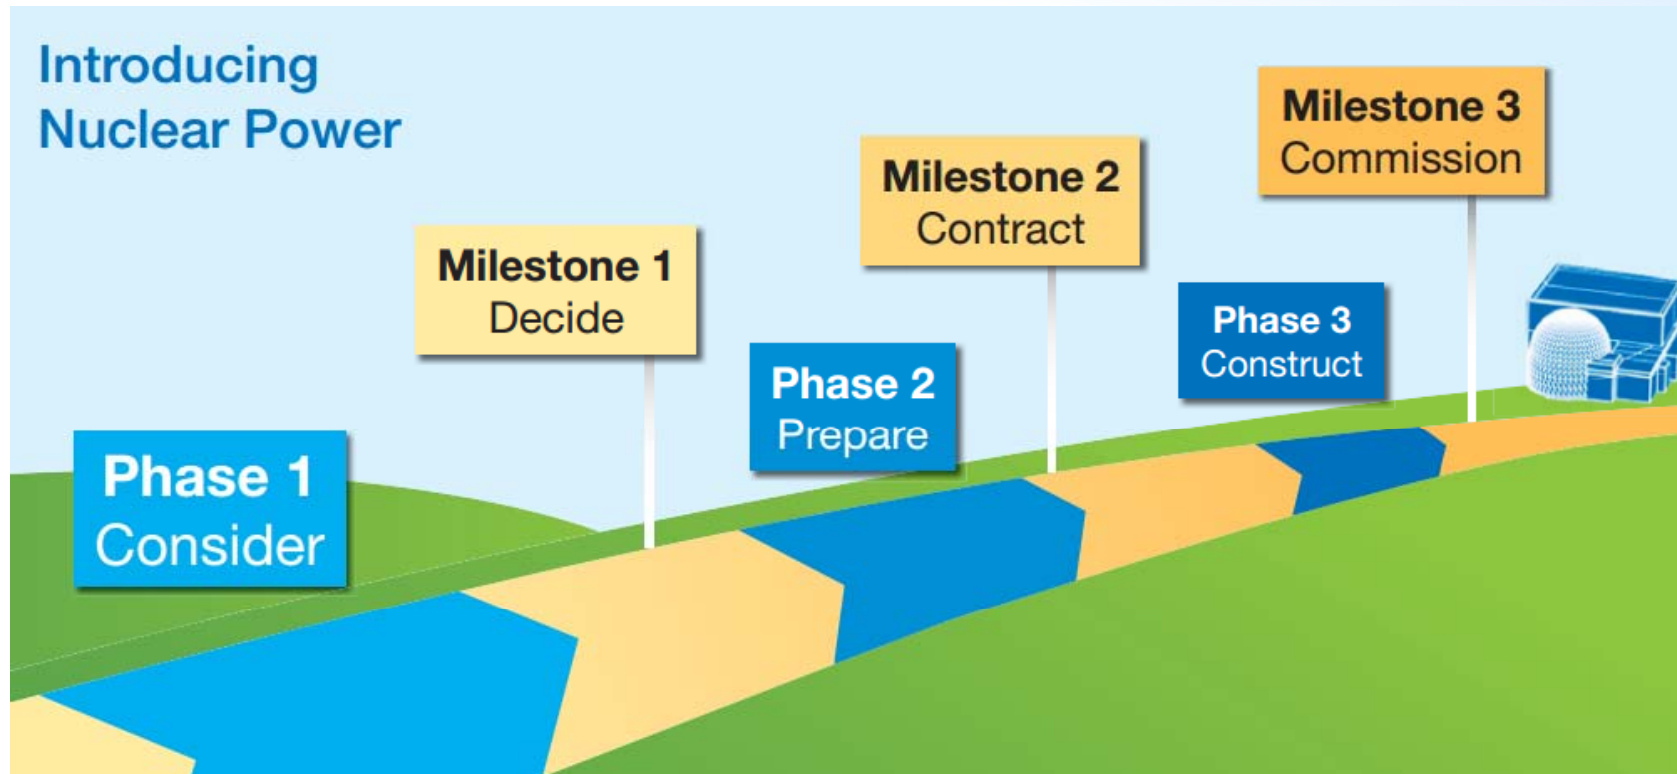 Introducing
Nuclear Power
Phase 1
Consider
Milestone 1
Decide
Phase 2
Prepare
Milestone 2
Contract
Phase 3
Construct
Milestone 3
Commission